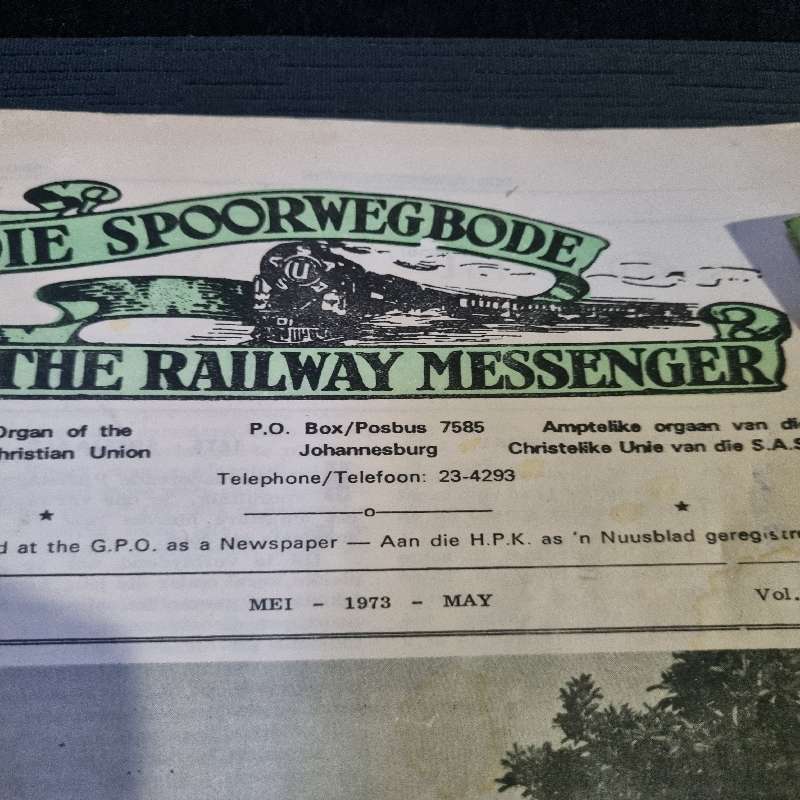 DIE SPOORWEGBODE
U
THE RAILWAY MESSENGER
Organ of the
Christian Union
P.O. Box/Posbus 7585
Johannesburg
Telephone/Telefoon: 23-4293
Amptelike orgaan van die
Christelike Unie van die S.A.S.
★ ———o——— ★
at the G.P.O. as a Newspaper — Aan die H.P.K. as 'n Nuusblad geregistreer
MEI - 1973 - MAY
Vol.